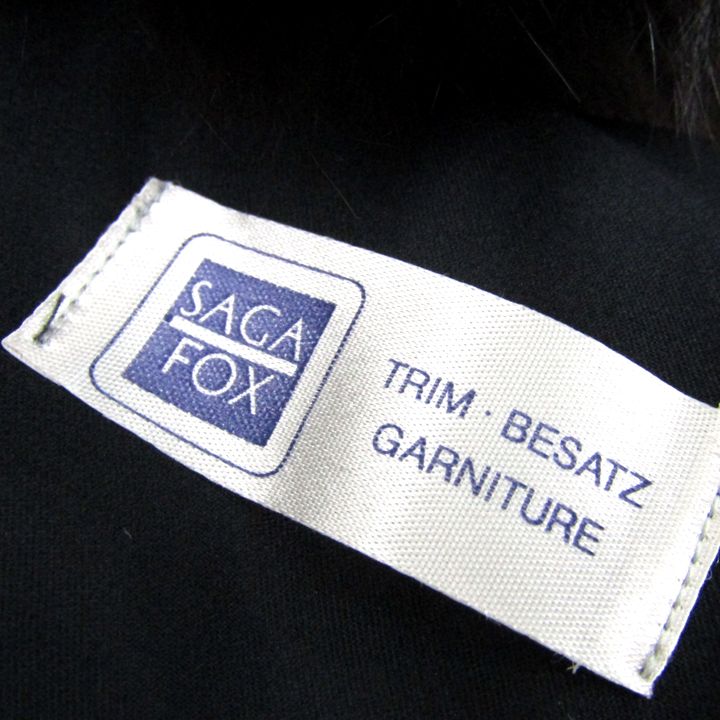 SAGA
FOX
TRIM · BESATZ
GARNITURE